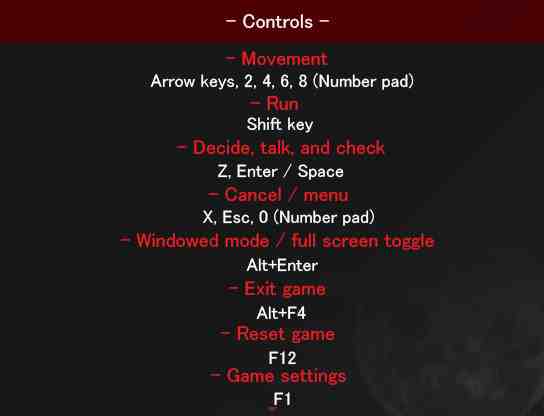 - Controls -
- Movement
Arrow keys, 2, 4, 6, 8 (Number pad)
- Run
Shift key
- Decide, talk, and check
Z, Enter / Space
- Cancel / menu
X, Esc, 0 (Number pad)
- Windowed mode / full screen toggle
Alt+Enter
- Exit game
Alt+F4
- Reset game
F12
- Game settings
F1